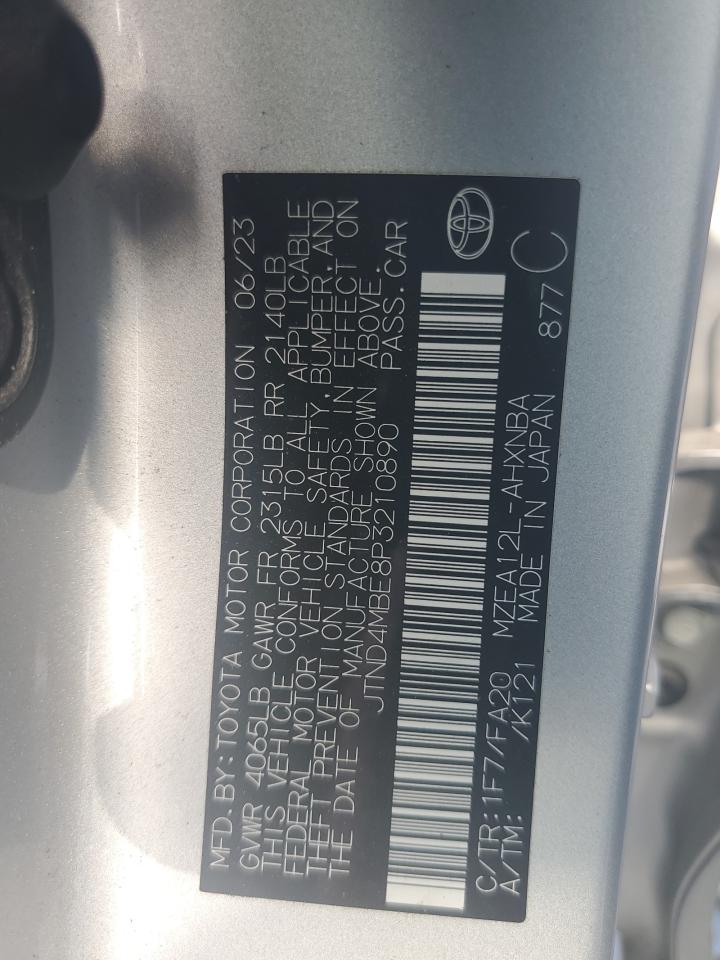 MFD. BY: TOYOTA MOTOR CORPORATION 06/23
GVWR 4065LB GAWR FR 2315LB RR 2140LB
THIS VEHICLE CONFORMS TO ALL APPLICABLE
FEDERAL MOTOR VEHICLE SAFETY, BUMPER, AND
THEFT PREVENTION STANDARDS IN EFFECT ON
THE DATE OF MANUFACTURE SHOWN ABOVE.
JTND4MBE8P3210890 PASS.CAR
C/TR: 1F7/FA20 MZEA12L-AHXNBA
A/TM: /K121 MADE IN JAPAN 877 C